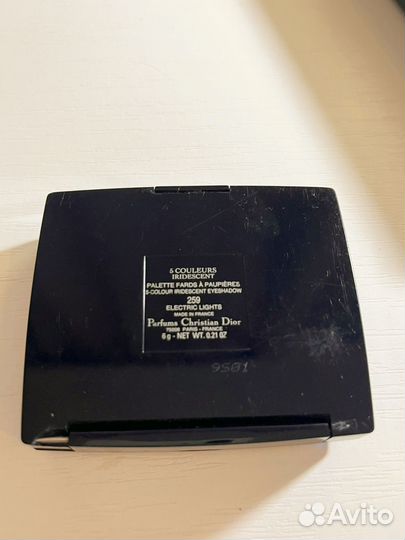 5 COULEURS
IRIDESCENT
PALETTE FARDS À PAUPIÈRES
5-COLOUR IRIDESCENT EYESHADOW
259
ELECTRIC LIGHTS
MADE IN FRANCE
Parfums Christian Dior
75008 PARIS - FRANCE
6 g - NET WT. 0.21 OZ
9S01
Avito